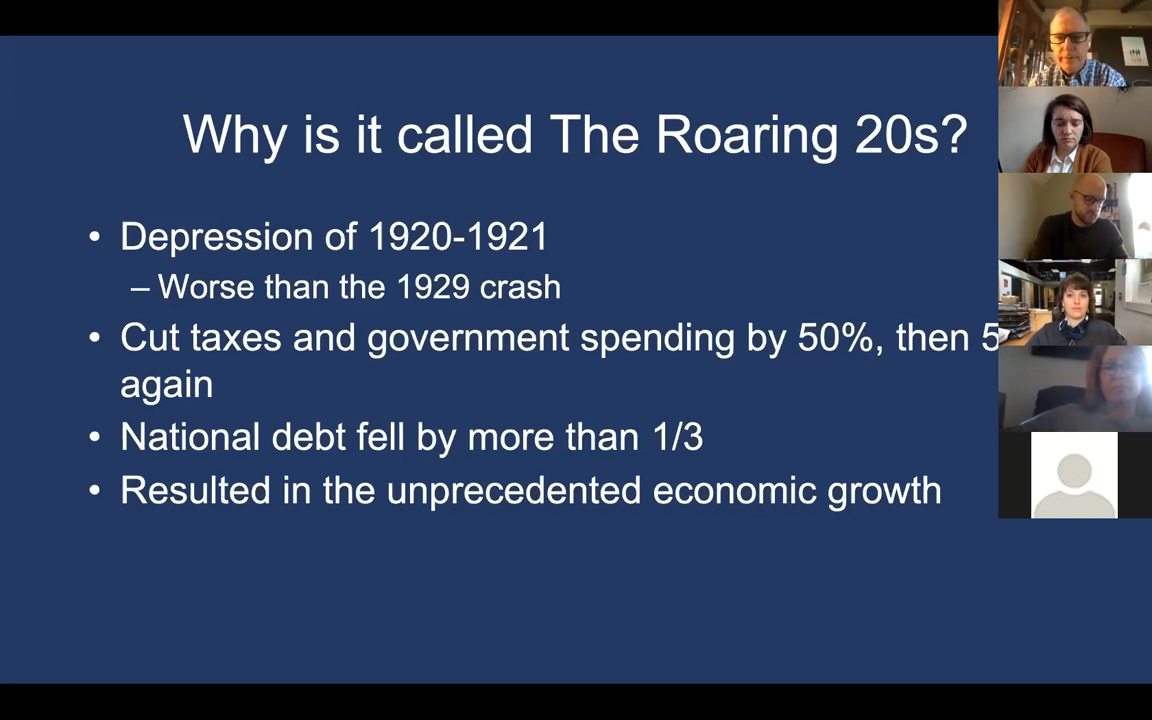 Why is it called The Roaring 20s?
• Depression of 1920-1921
– Worse than the 1929 crash
• Cut taxes and government spending by 50%, then 5
again
• National debt fell by more than 1/3
• Resulted in the unprecedented economic growth